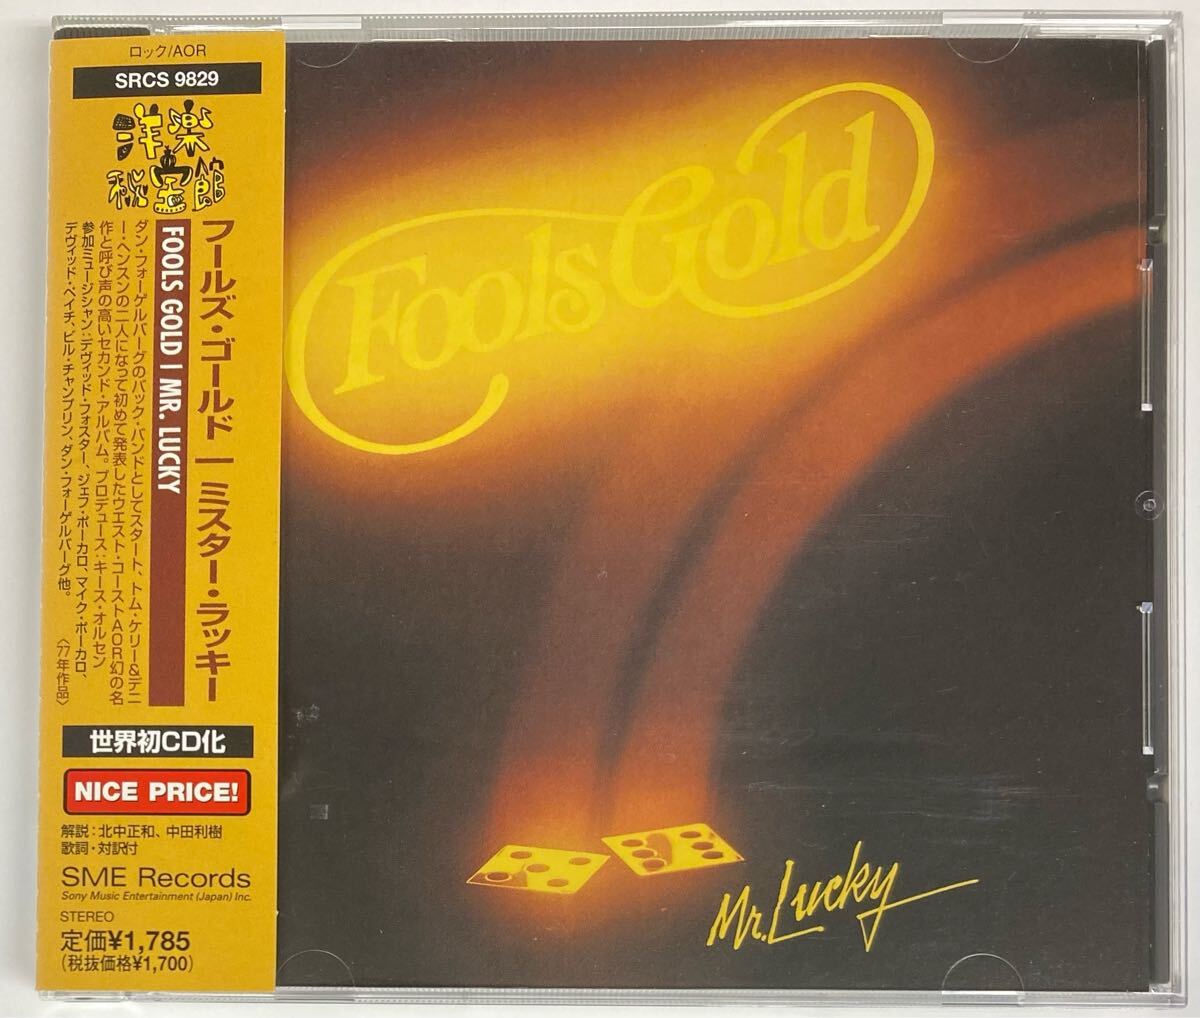 ロック/AOR
SRCS 9829
洋楽
秘宝館
フールズ・ゴールド | ミスター・ラッキー
FOOLS GOLD | MR. LUCKY
ダン・フォーゲルバーグのバック・バンドとしてスタート、トム・ケリー&デニ
ー・ヘンスンの二人になって初めて発表したウエスト・コーストAOR幻の名
作と呼び声の高いセカンド・アルバム。プロデュース:キース・オルセン
参加ミュージシャン:デヴィッド・フォスター、ジェフ・ポーカロ、マイク・ポーカロ、
デヴィッド・ペイチ、ビル・チャンプリン、ダン・フォーゲルバーグ他。
〈77年作品〉
世界初CD化
NICE PRICE!
解説:北中正和、中田利樹
歌詞・対訳付
SME Records
Sony Music Entertainment (Japan) Inc.
STEREO
定価¥1,785
(税抜価格¥1,700)
Fools Gold
Mr. Lucky